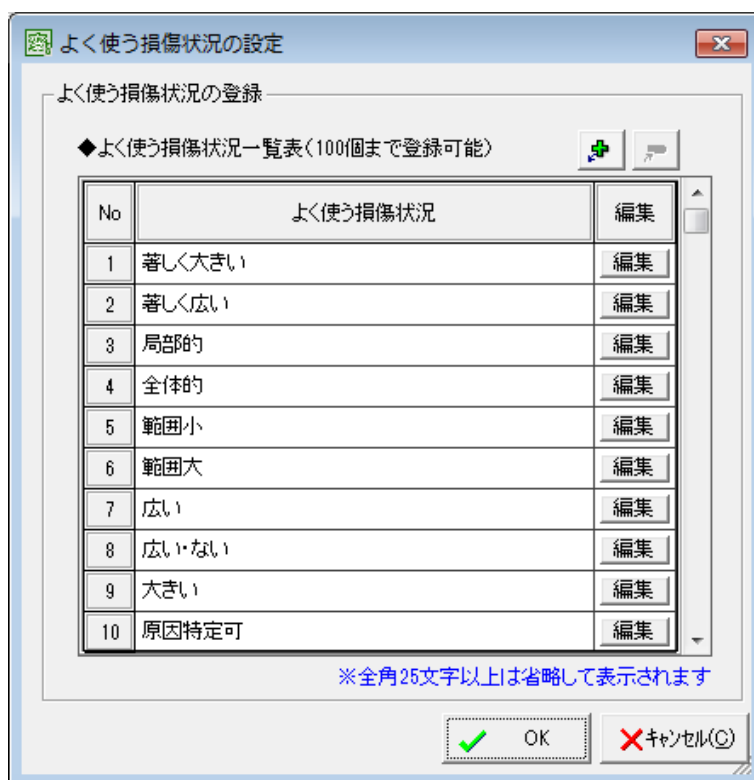 よく使う損傷状況の設定
よく使う損傷状況の登録
◆よく使う損傷状況一覧表(100個まで登録可能)
No よく使う損傷状況 編集
1 著しく大きい 編集
2 著しく広い 編集
3 局部的 編集
4 全体的 編集
5 範囲小 編集
6 範囲大 編集
7 広い 編集
8 広い・ない 編集
9 大きい 編集
10 原因特定可 編集
※全角25文字以上は省略して表示されます
OK キャンセル(C)